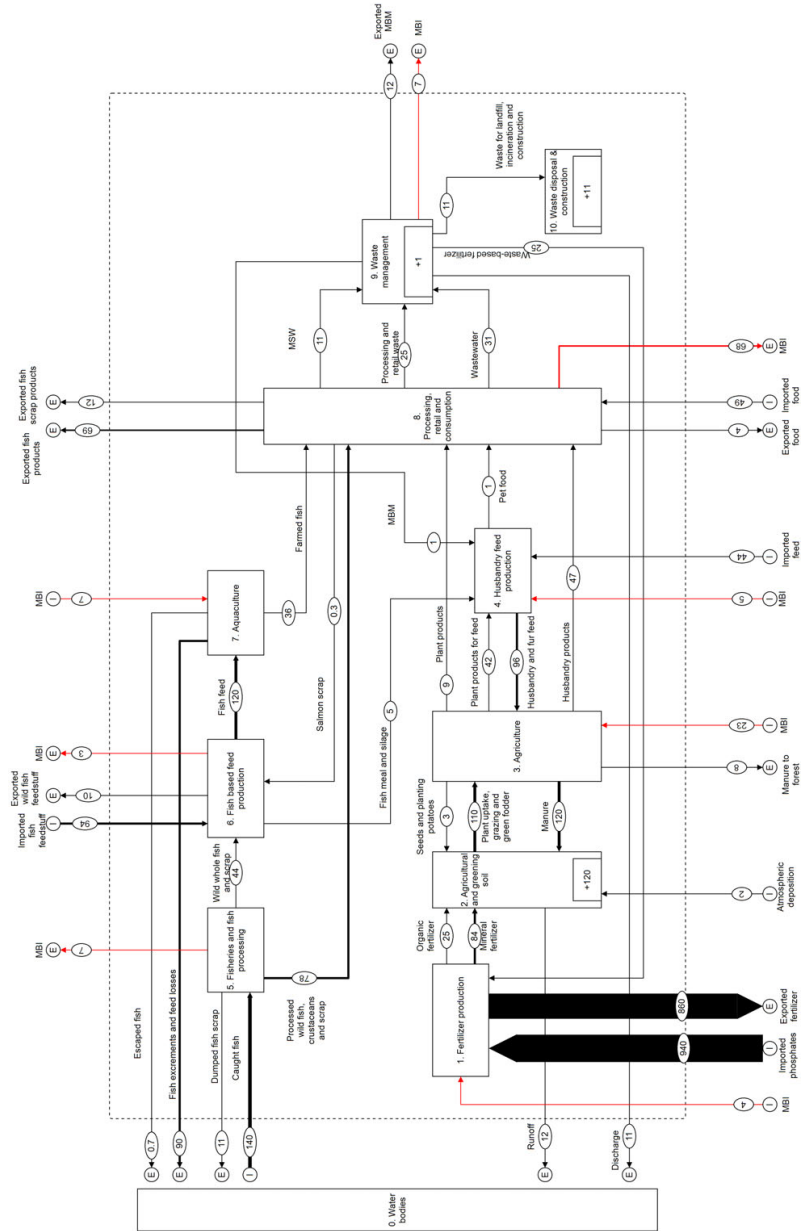 Exported
MBM
E
12
MBI
E
7
Waste for landfill,
incineration and
construction
11
10. Waste disposal &
construction
+11
9. Waste
management
+1
Waste-based fertilizer
25
MSW
11
Processing and
retail waste
25
Wastewater
31
Exported fish
scrap products
E
12
Exported fish
products
E
69
8.
Processing,
retail and
consumption
68
E
MBI
49
I
Imported food
4
E
Exported food
Farmed fish
36
0.3
Salmon scrap
MBM
1
Pet food
1
Plant products
9
Plant products for feed
42
4. Husbandry feed
production
96
Husbandry and fur feed
47
Husbandry products
44
I
Imported feed
5
I
MBI
MBI
I
7
7. Aquaculture
Fish feed
120
Fish meal and silage
5
MBI
E
3
Exported
wild fish
feedstuff
E
10
Imported
fish
feedstuff
I
94
6. Fish based feed
production
Wild whole fish
and scrap
44
MBI
E
7
5. Fisheries and fish
processing
78
Processed
wild fish,
crustaceans
and scrap
3. Agriculture
23
I
MBI
8
E
Manure to
forest
Seeds and planting
potatoes
3
110
Plant uptake,
grazing and
green fodder
Manure
120
2. Agricultural
and greening
soil
+120
2
I
Atmospheric
deposition
Organic
fertilizer
25
84
Mineral
fertilizer
1. Fertilizer production
860
E
Exported
fertilizer
940
I
Imported
phosphates
4
I
MBI
Escaped fish
0.7
E
Fish excrements and feed losses
90
E
Dumped fish scrap
11
E
Caught fish
140
I
Runoff
12
E
Discharge
11
E
0. Water
bodies